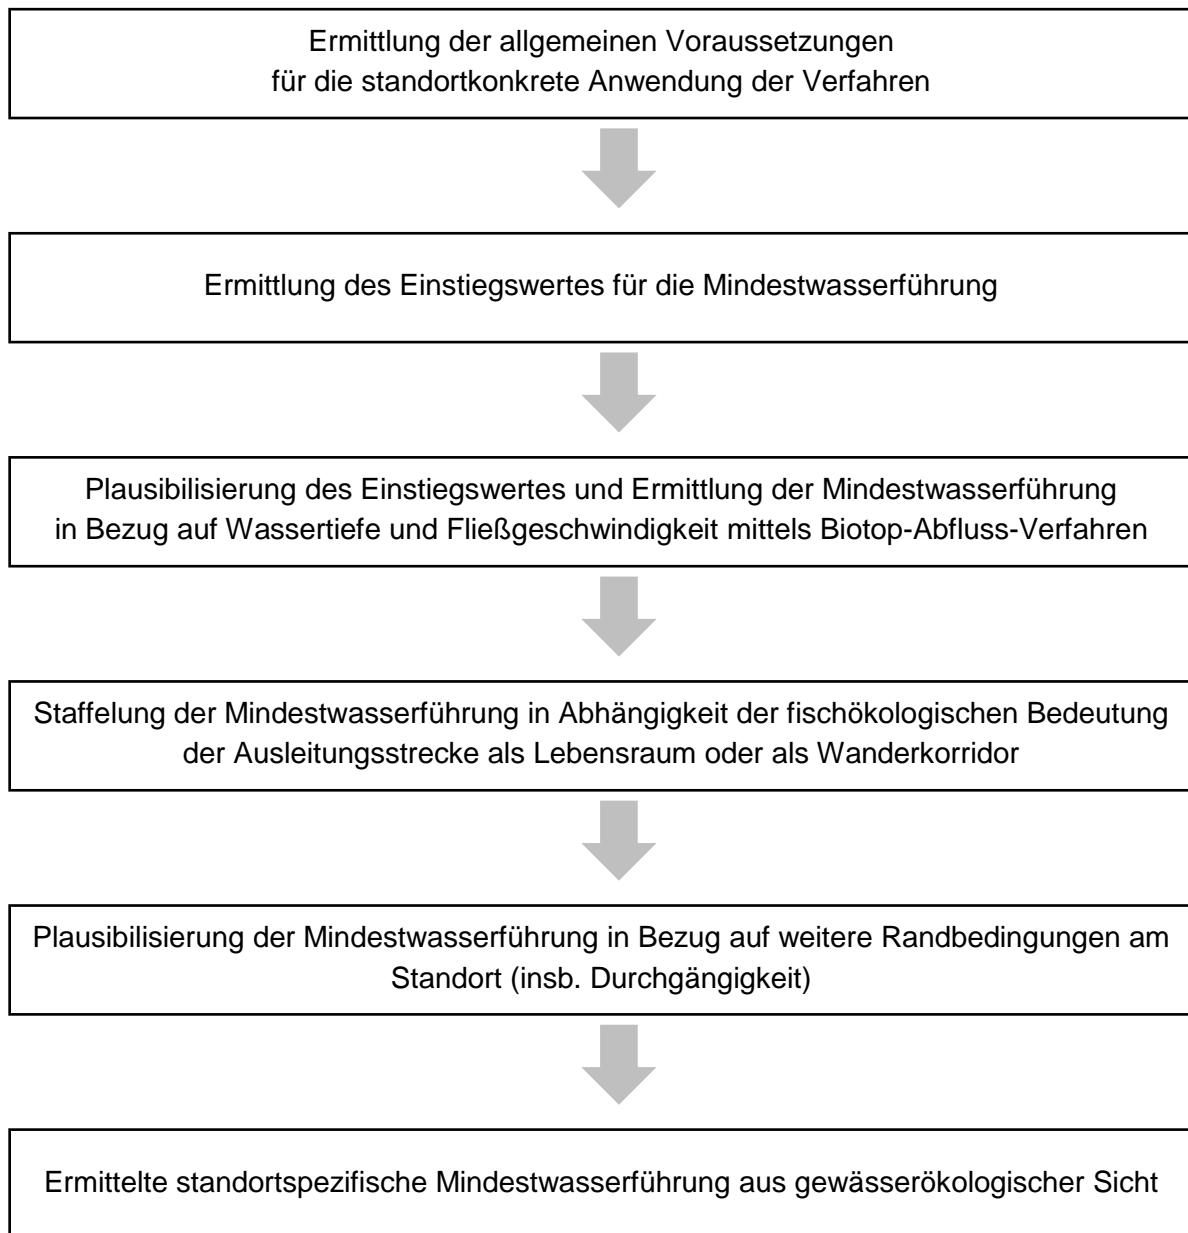 Ermittlung der allgemeinen Voraussetzungen
für die standortkonkrete Anwendung der Verfahren
Ermittlung des Einstiegswertes für die Mindestwasserführung
Plausibilisierung des Einstiegswertes und Ermittlung der Mindestwasserführung
in Bezug auf Wassertiefe und Fließgeschwindigkeit mittels Biotop-Abfluss-Verfahren
Staffelung der Mindestwasserführung in Abhängigkeit der fischökologischen Bedeutung
der Ausleitungsstrecke als Lebensraum oder als Wanderkorridor
Plausibilisierung der Mindestwasserführung in Bezug auf weitere Randbedingungen am
Standort (insb. Durchgängigkeit)
Ermittelte standortspezifische Mindestwasserführung aus gewässerökologischer Sicht